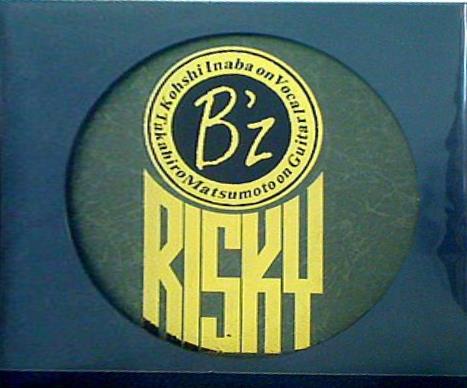 Kohshi Inaba on Vocal
Takahiro Matsumoto on Guitar
B'z
RISKY